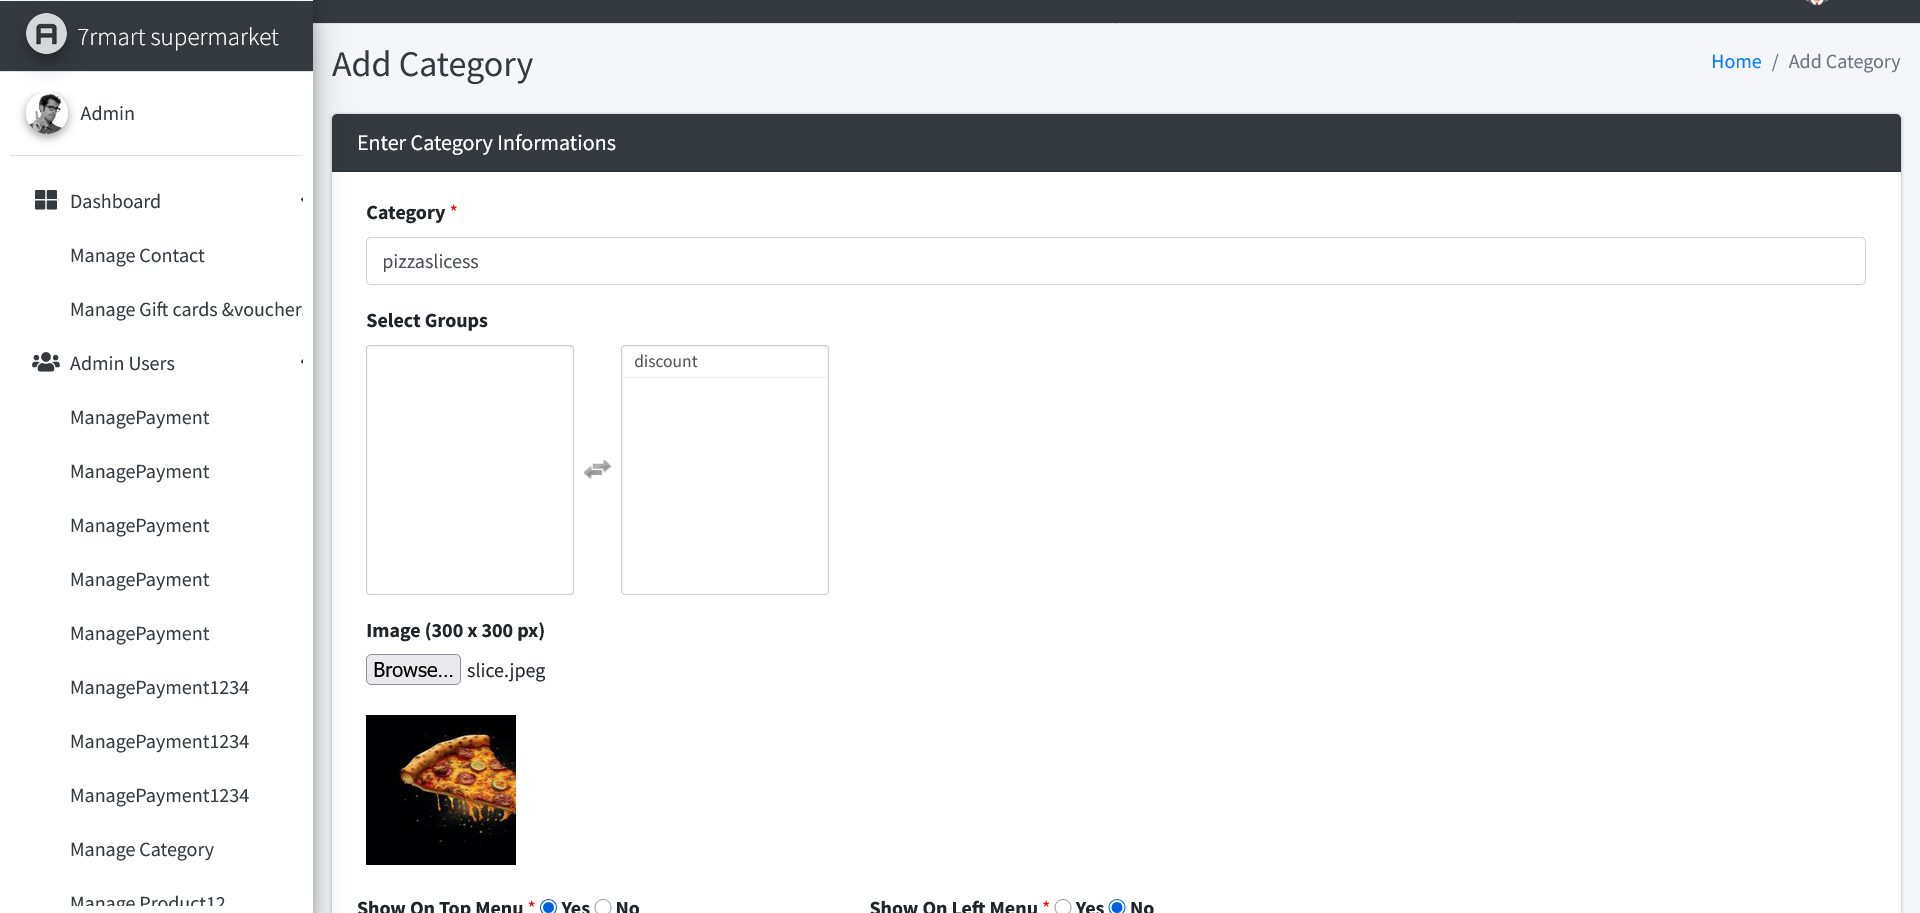 7rmart supermarket
Admin
Dashboard
Manage Contact
Manage Gift cards &voucher
Admin Users
ManagePayment
ManagePayment
ManagePayment
ManagePayment
ManagePayment
ManagePayment1234
ManagePayment1234
ManagePayment1234
Manage Category
Manage Product12
Add Category
Home / Add Category
Enter Category Informations
Category *
pizzaslicess
Select Groups
discount
Image (300 x 300 px)
Browse... slice.jpeg
Show On Top Menu * Yes No
Show On Left Menu * Yes No